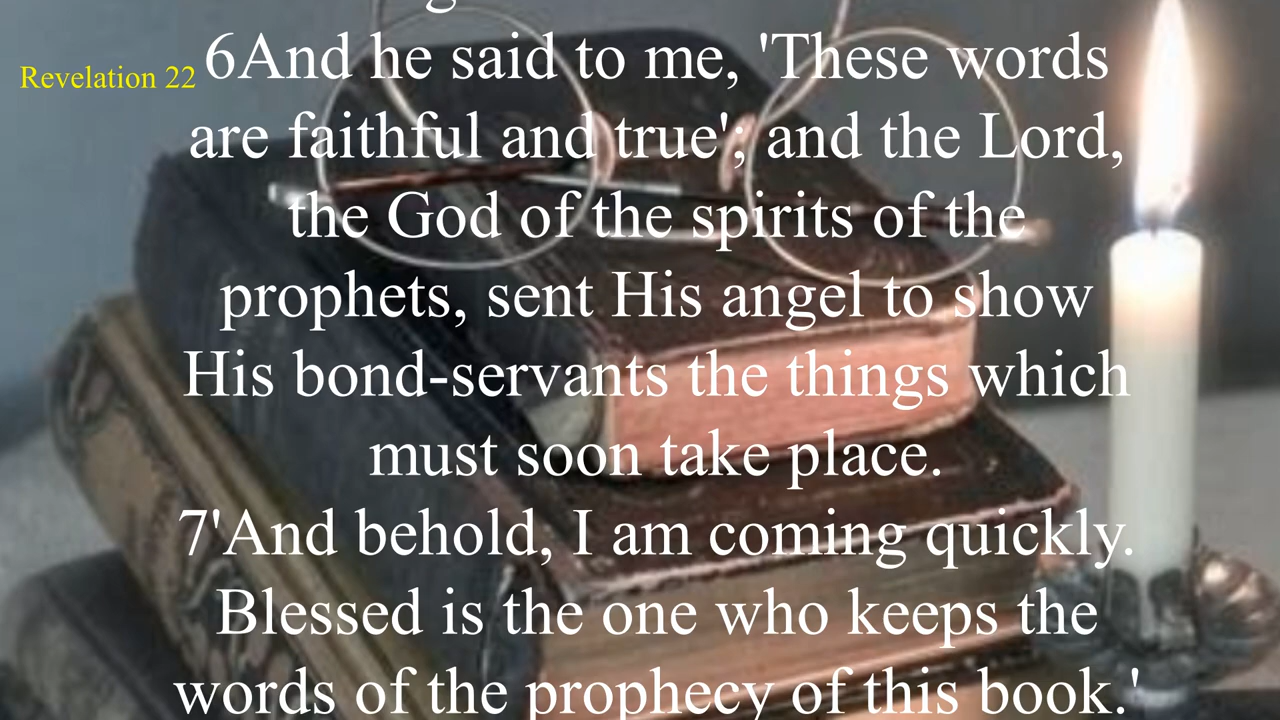 Revelation 22
6And he said to me, 'These words
are faithful and true'; and the Lord,
the God of the spirits of the
prophets, sent His angel to show
His bond-servants the things which
must soon take place.
7'And behold, I am coming quickly.
Blessed is the one who keeps the
words of the prophecy of this book.'